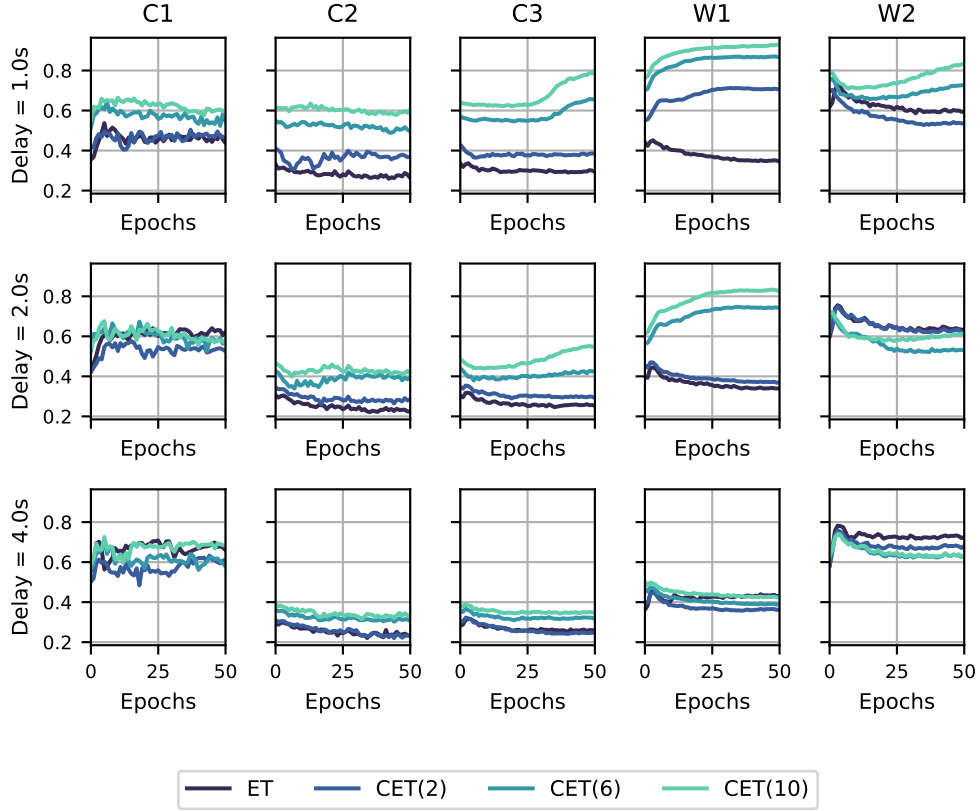 C1 C2 C3 W1 W2
Delay = 1.0s
0.8
0.6
0.4
0.2
Epochs Epochs Epochs Epochs Epochs
Delay = 2.0s
0.8
0.6
0.4
0.2
Epochs Epochs Epochs Epochs Epochs
Delay = 4.0s
0.8
0.6
0.4
0.2
0 25 50 0 25 50 0 25 50 0 25 50 0 25 50
Epochs Epochs Epochs Epochs Epochs
ET CET(2) CET(6) CET(10)